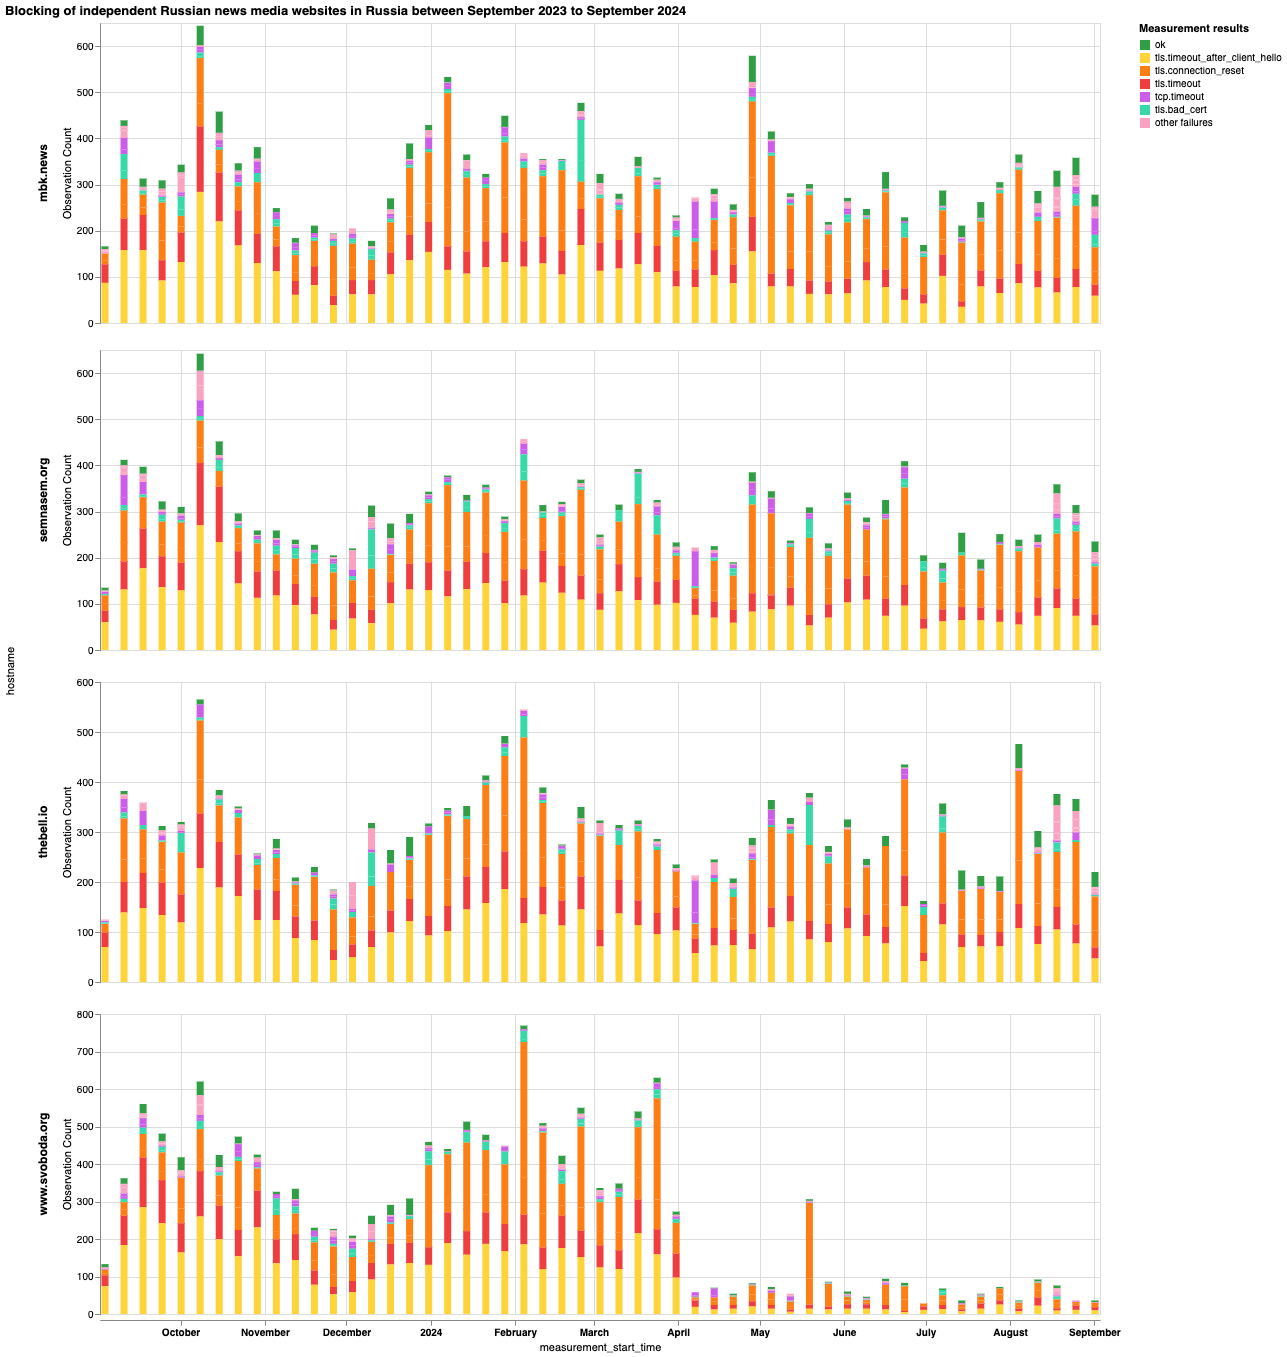 Blocking of independent Russian news media websites in Russia between September 2023 to September 2024
Measurement results
ok
tls.timeout_after_client_hello
tls.connection_reset
tls.timeout
tcp.timeout
tls.bad_cert
other failures
hostname
mbk.news
Observation Count
600
500
400
300
200
100
0
semnasem.org
Observation Count
600
500
400
300
200
100
0
thebell.io
Observation Count
600
500
400
300
200
100
0
www.svoboda.org
Observation Count
800
700
600
500
400
300
200
100
0
October November December 2024 February March April May June July August September
measurement_start_time